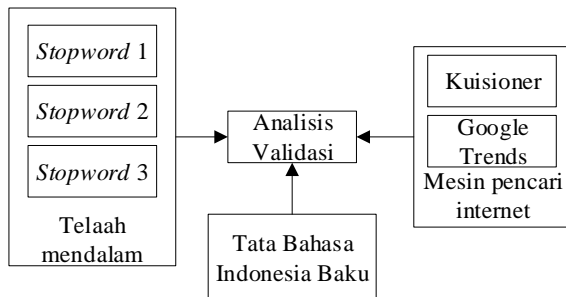 Stopword 1
Stopword 2
Stopword 3
Telaah
mendalam
Analisis
Validasi
Tata Bahasa
Indonesia Baku
Kuisioner
Google
Trends
Mesin pencari
internet